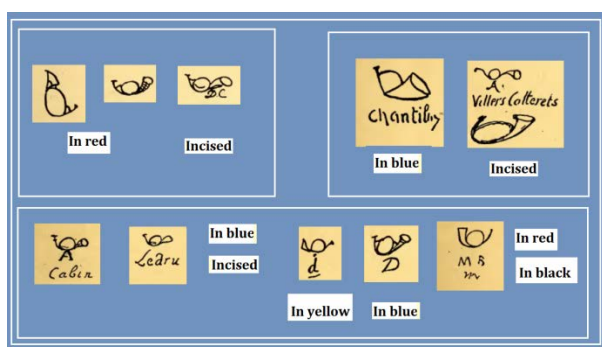 DC
In red
Incised
Chantilly
In blue
A.
Villers Cotterets
Incised
A
Cabin
Ledru
In blue
Incised
d
In yellow
D
In blue
M B
m
In red
In black